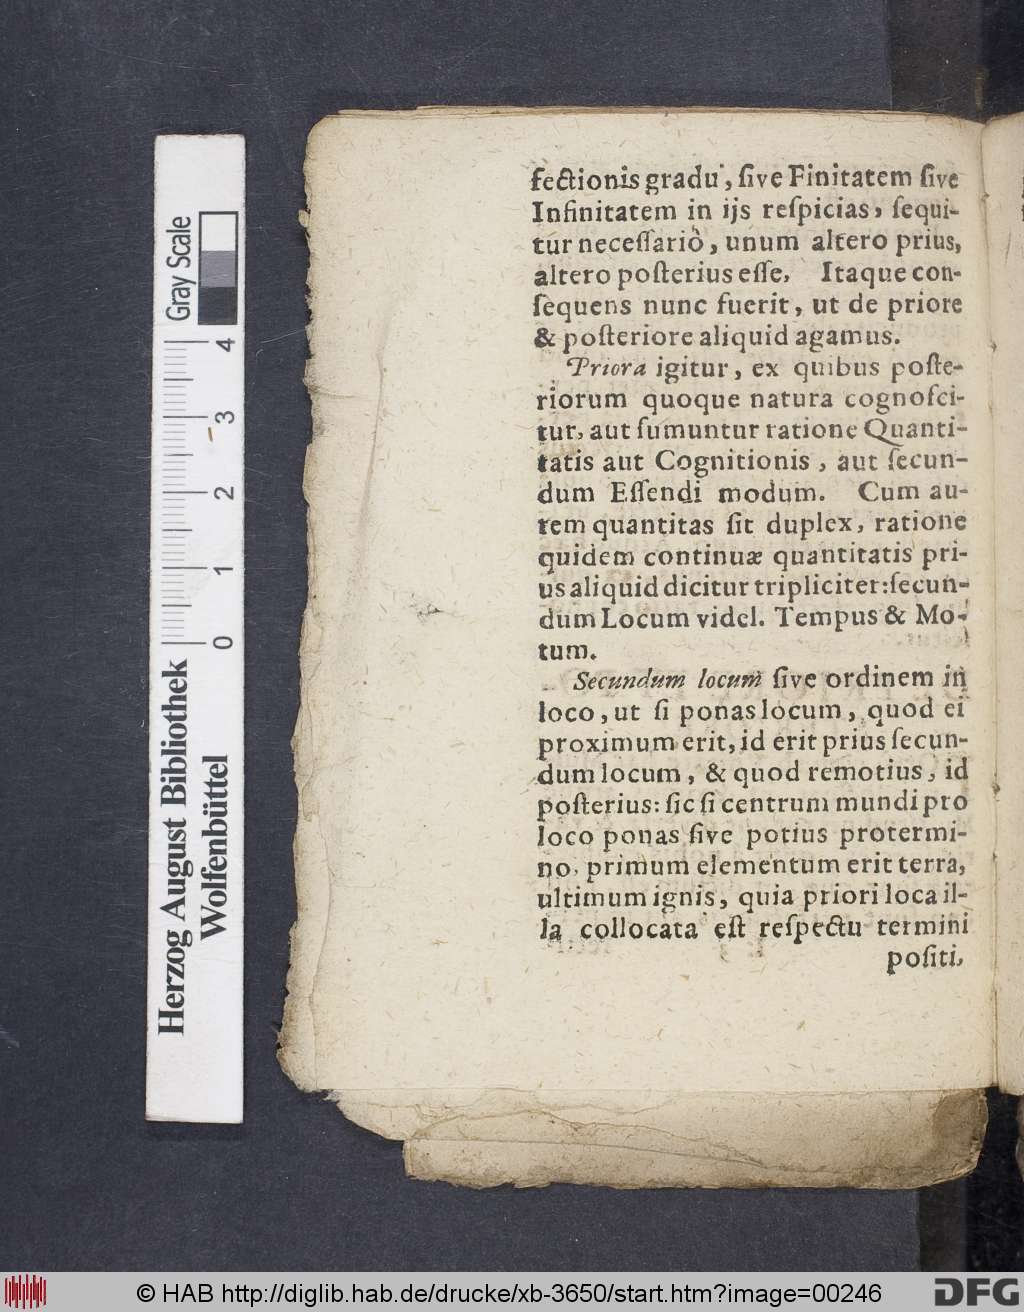 fectionis gradu, ſive Finitatem ſive
Infinitatem in ijs reſpicias, ſequi-
tur neceſſariò, unum altero prius,
altero poſterius eſſe. Itaque con-
ſequens nunc fuerit, ut de priore
& poſteriore aliquid agamus.
Priora igitur, ex quibus poſte-
riorum quoque natura cognoſci-
tur, aut ſumuntur ratione Quanti-
tatis aut Cognitionis, aut ſecun-
dum Eſſendi modum. Cum au-
tem quantitas ſit duplex, ratione
quidem continuæ quantitatis pri-
us aliquid dicitur tripliciter: ſecun-
dum Locum videl. Tempus & Mo-
tum.
Secundum locum ſive ordinem in
loco, ut ſi ponas locum, quod ei
proximum erit, id erit prius ſecun-
dum locum, & quod remotius, id
poſterius: ſic ſi centrum mundi pro
loco ponas ſive potius protermi-
no, primum elementum erit terra,
ultimum ignis, quia priori loca il-
la collocata eſt reſpectu termini
poſiti,
Herzog August Bibliothek
Wolfenbüttel
0 1 2 3 4
Gray Scale
© HAB http://diglib.hab.de/drucke/xb-3650/start.htm?image=00246
DFG